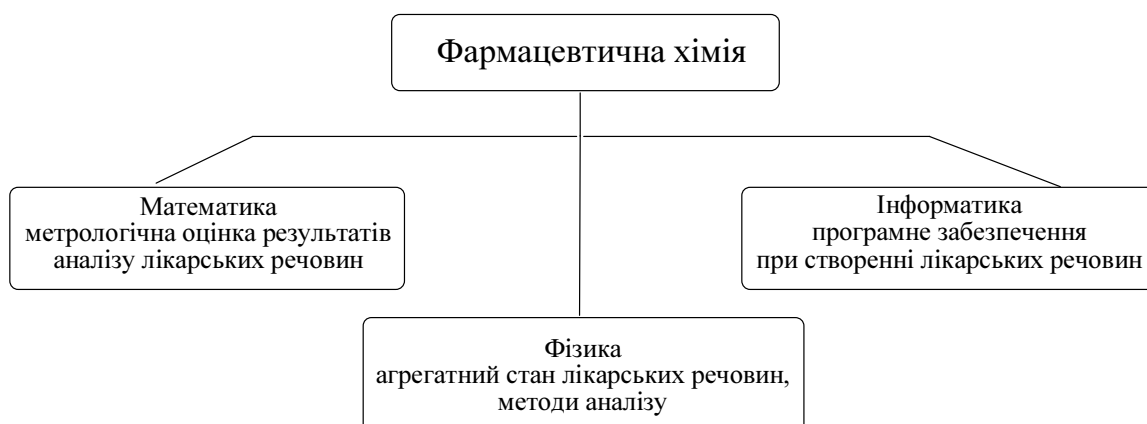 Фармацевтична хімія
Математика
метрологічна оцінка результатів
аналізу лікарських речовин
Інформатика
програмне забезпечення
при створенні лікарських речовин
Фізика
агрегатний стан лікарських речовин,
методи аналізу